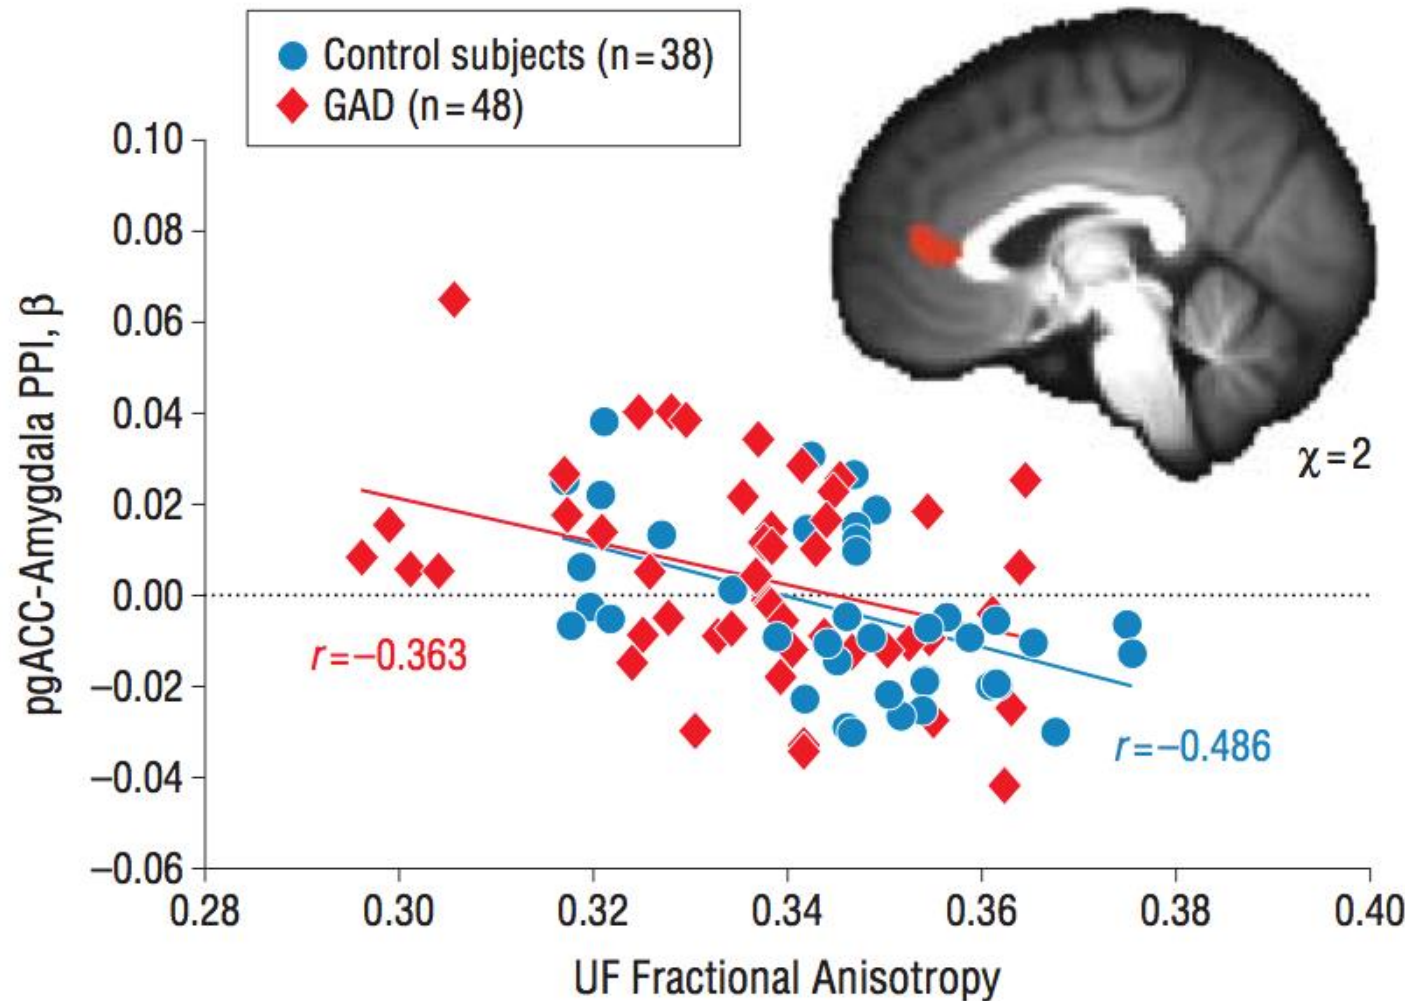 Control subjects (n=38)
GAD (n=48)
0.10
0.08
0.06
0.04
0.02
0.00
–0.02
–0.04
–0.06
pgACC-Amygdala PPI, β
r=–0.363
r=–0.486
χ=2
0.28 0.30 0.32 0.34 0.36 0.38 0.40
UF Fractional Anisotropy